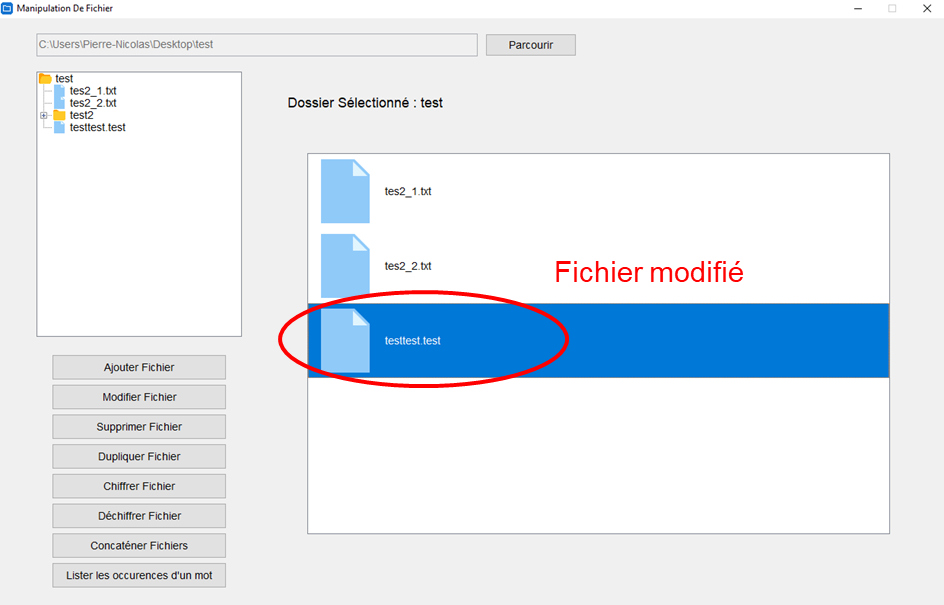 Manipulation De Fichier
C:\Users\Pierre-Nicolas\Desktop\test
Parcourir
test
tes2_1.txt
tes2_2.txt
test2
testtest.test
Dossier Sélectionné : test
tes2_1.txt
tes2_2.txt
Fichier modifié
testtest.test
Ajouter Fichier
Modifier Fichier
Supprimer Fichier
Dupliquer Fichier
Chiffrer Fichier
Déchiffrer Fichier
Concaténer Fichiers
Lister les occurences d'un mot